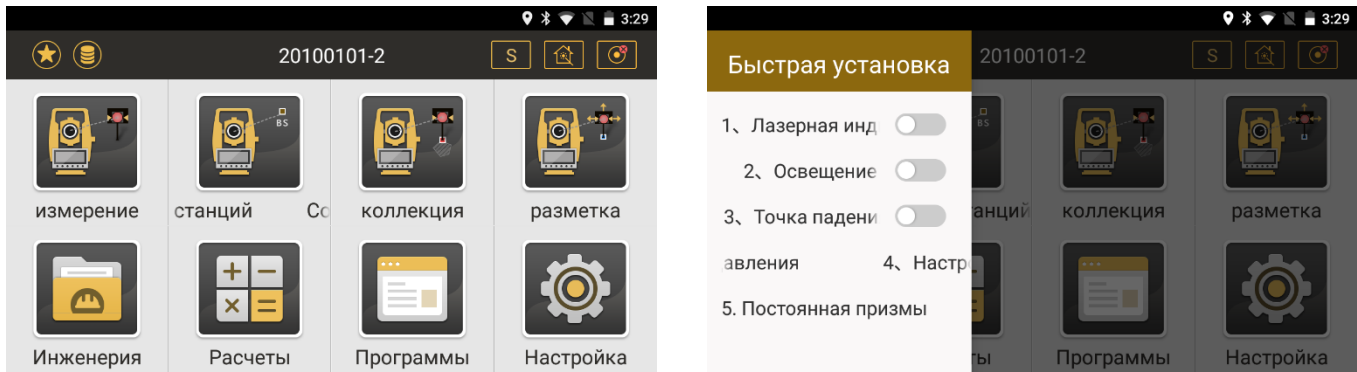 3:29
20100101-2
S
BS
измерение
станций Со
коллекция
разметка
Инженерия
Расчеты
Программы
Настройка
3:29
Быстрая установка
20100101-2
S
1、Лазерная инд
BS
2、Освещение
3、Точка падени
анций
коллекция
разметка
авления 4、Настр
5. Постоянная призмы
ты
Программы
Настройка